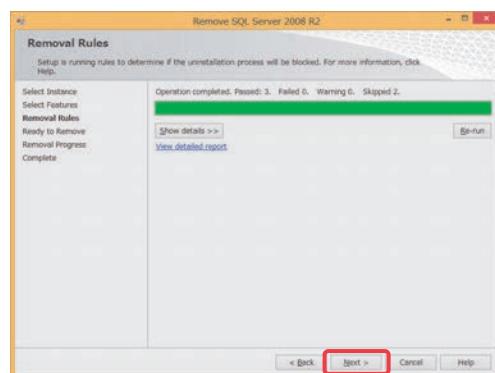 Remove SQL Server 2008 R2
Removal Rules
Setup is running rules to determine if the uninstallation process will be blocked. For more information, click
Help.
Select Instance
Select Features
Removal Rules
Ready to Remove
Removal Progress
Complete
Operation completed. Passed: 3. Failed 0. Warning 0. Skipped 2.
Show details >>
Re-run
View detailed report
< Back
Next >
Cancel
Help